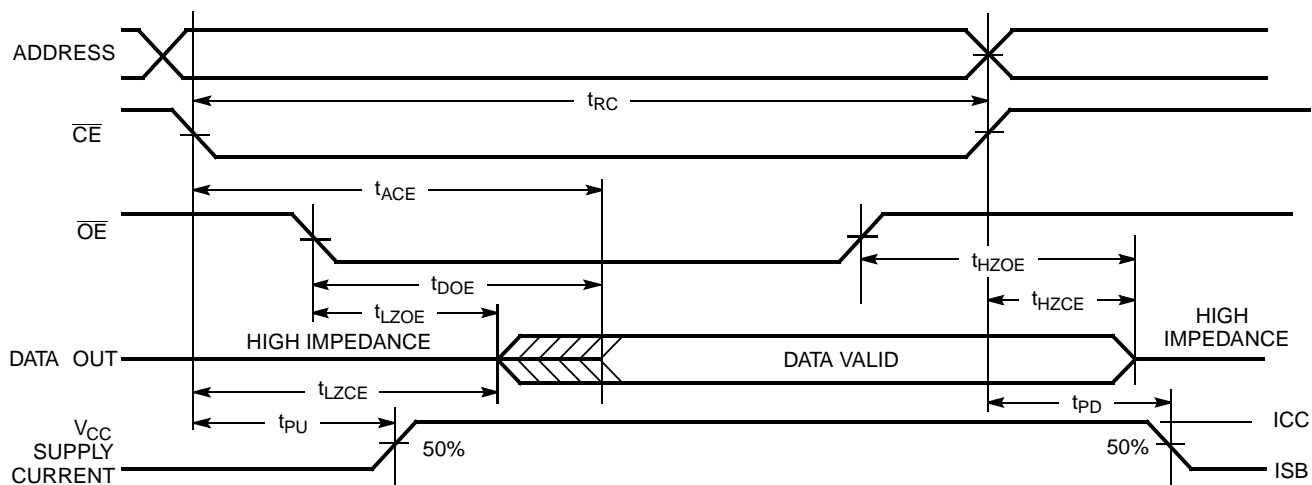 ADDRESS
tRC
CE
tACE
OE
tHZOE
tDOE
tHZCE
tLZOE
HIGH IMPEDANCE
HIGH
IMPEDANCE
DATA OUT
DATA VALID
tLZCE
tPU
tPD
VCC
SUPPLY
CURRENT
50%
50%
ICC
ISB